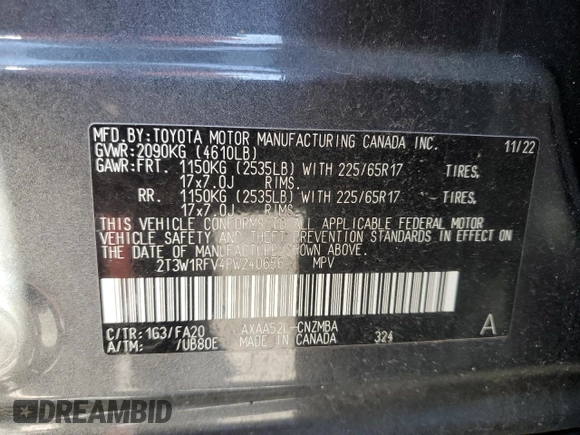 MFD.BY:TOYOTA MOTOR MANUFACTURING CANADA INC. 11/22
GVWR:2090KG (4610LB)
GAWR:FRT. 1150KG (2535LB) WITH 225/65R17 TIRES,
17x7.0J RIMS.
RR. 1150KG (2535LB) WITH 225/65R17 TIRES,
17x7.0J RIMS.
THIS VEHICLE CONFORMS TO ALL APPLICABLE FEDERAL MOTOR
VEHICLE SAFETY AND THEFT PREVENTION STANDARDS IN EFFECT ON
THE DATE OF MANUFACTURE SHOWN ABOVE.
2T3W1RFV4PW240656 MPV
C/TR:1G3/FA20 AXAA52L-CNZMBA 324 A
A/TM: /UB80E MADE IN CANADA
DREAMBID